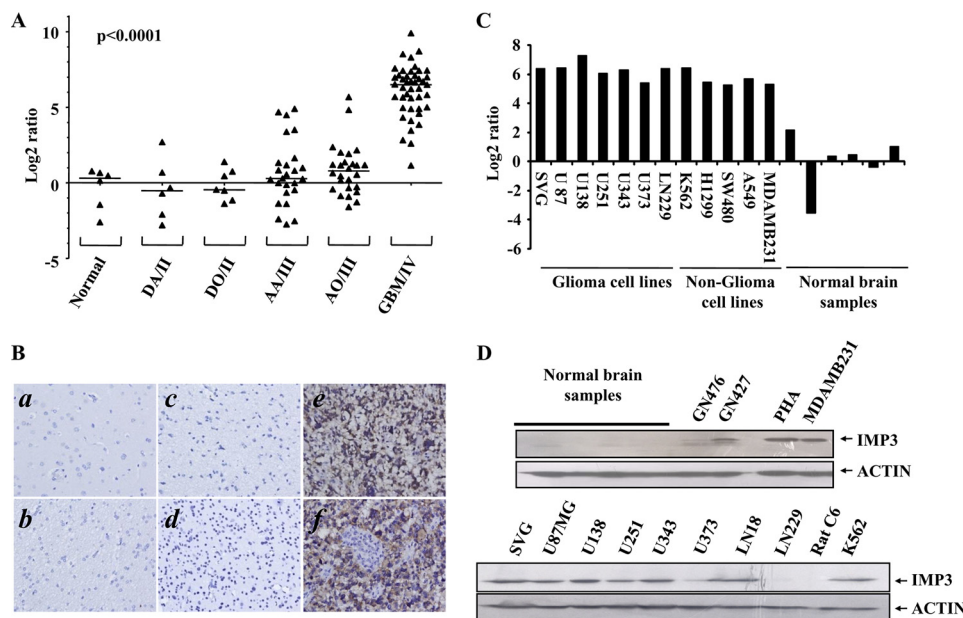 A
p<0.0001
Log2 ratio
10
5
0
-5
Normal
DA/II
DO/II
AA/III
AO/III
GBM/IV
B
a
c
e
b
d
f
C
Log2 ratio
8
6
4
2
0
-2
-4
-6
SVG
U 87
U138
U251
U343
U373
LN229
K562
H1299
SW480
A549
MDAMB231
Glioma cell lines
Non-Glioma
cell lines
Normal brain
samples
D
Normal brain
samples
GN476
GN427
PHA
MDAMB231
IMP3
ACTIN
SVG
U87MG
U138
U251
U343
U373
LN18
LN229
Rat C6
K562
IMP3
ACTIN